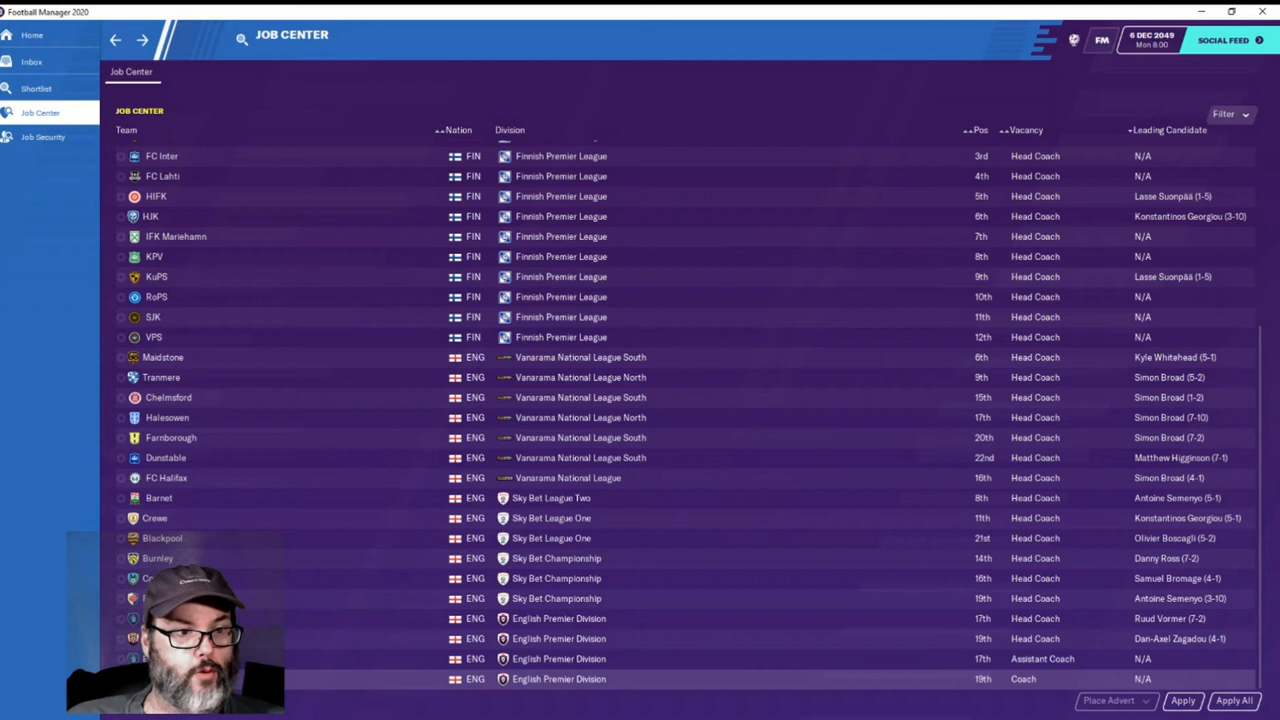 Football Manager 2020
Home
Inbox
Shortlist
Job Center
Job Security
JOB CENTER
FM
6 DEC 2049
Mon 8:00
SOCIAL FEED
Job Center
JOB CENTER
Filter
Team Nation Division Pos Vacancy Leading Candidate
FC Inter FIN Finnish Premier League 3rd Head Coach N/A
FC Lahti FIN Finnish Premier League 4th Head Coach N/A
HIFK FIN Finnish Premier League 5th Head Coach Lasse Suonpää (1-5)
HJK FIN Finnish Premier League 6th Head Coach Konstantinos Georgiou (3-10)
IFK Mariehamn FIN Finnish Premier League 7th Head Coach N/A
KPV FIN Finnish Premier League 8th Head Coach N/A
KuPS FIN Finnish Premier League 9th Head Coach Lasse Suonpää (1-5)
RoPS FIN Finnish Premier League 10th Head Coach N/A
SJK FIN Finnish Premier League 11th Head Coach N/A
VPS FIN Finnish Premier League 12th Head Coach N/A
Maidstone ENG Vanarama National League South 6th Head Coach Kyle Whitehead (5-1)
Tranmere ENG Vanarama National League North 9th Head Coach Simon Broad (5-2)
Chelmsford ENG Vanarama National League South 15th Head Coach Simon Broad (1-2)
Halesowen ENG Vanarama National League North 17th Head Coach Simon Broad (7-10)
Farnborough ENG Vanarama National League South 20th Head Coach Simon Broad (7-2)
Dunstable ENG Vanarama National League South 22nd Head Coach Matthew Higginson (7-1)
FC Halifax ENG Vanarama National League 16th Head Coach Simon Broad (4-1)
Barnet ENG Sky Bet League Two 8th Head Coach Antoine Semenyo (5-1)
Crewe ENG Sky Bet League One 11th Head Coach Konstantinos Georgiou (5-1)
Blackpool ENG Sky Bet League One 21st Head Coach Olivier Boscagli (5-2)
Burnley ENG Sky Bet Championship 14th Head Coach Danny Ross (7-2)
ENG Sky Bet Championship 16th Head Coach Samuel Bromage (4-1)
ENG Sky Bet Championship 19th Head Coach Antoine Semenyo (3-10)
ENG English Premier Division 17th Head Coach Ruud Vormer (7-2)
ENG English Premier Division 19th Head Coach Dan-Axel Zagadou (4-1)
ENG English Premier Division 17th Assistant Coach N/A
ENG English Premier Division 19th Coach N/A
Place Advert Apply Apply All